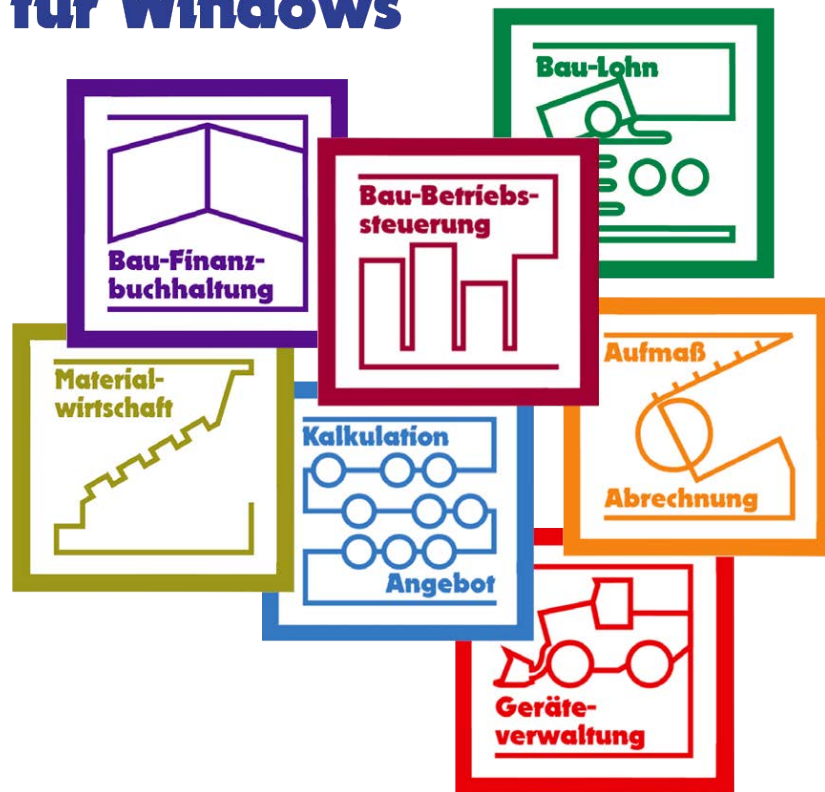 für Windows
Bau-Lohn
Bau-Finanz-
buchhaltung
Bau-Betriebs-
steuerung
Material-
wirtschaft
Kalkulation
Angebot
Aufmaß
Abrechnung
Geräte-
verwaltung